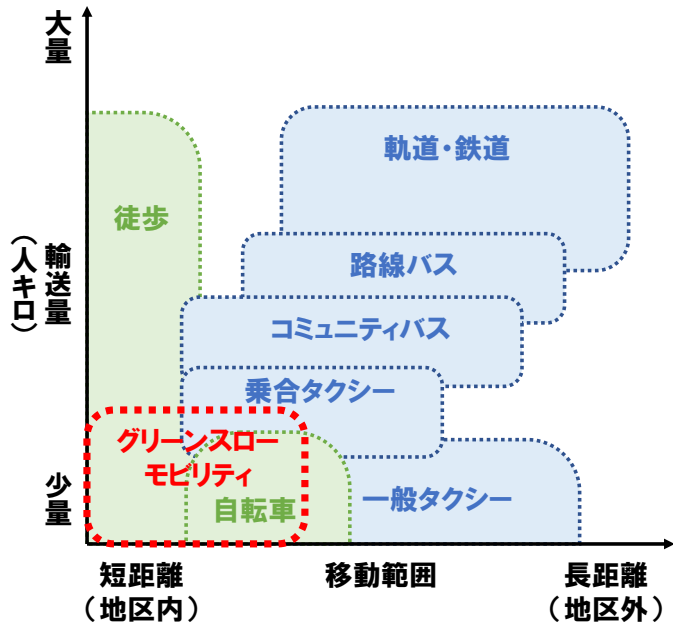 大量
輸送量
（人キロ）
少量
軌道・鉄道
徒歩
路線バス
コミュニティバス
乗合タクシー
グリーンスロー
モビリティ
自転車
一般タクシー
短距離
（地区内）
移動範囲
長距離
（地区外）